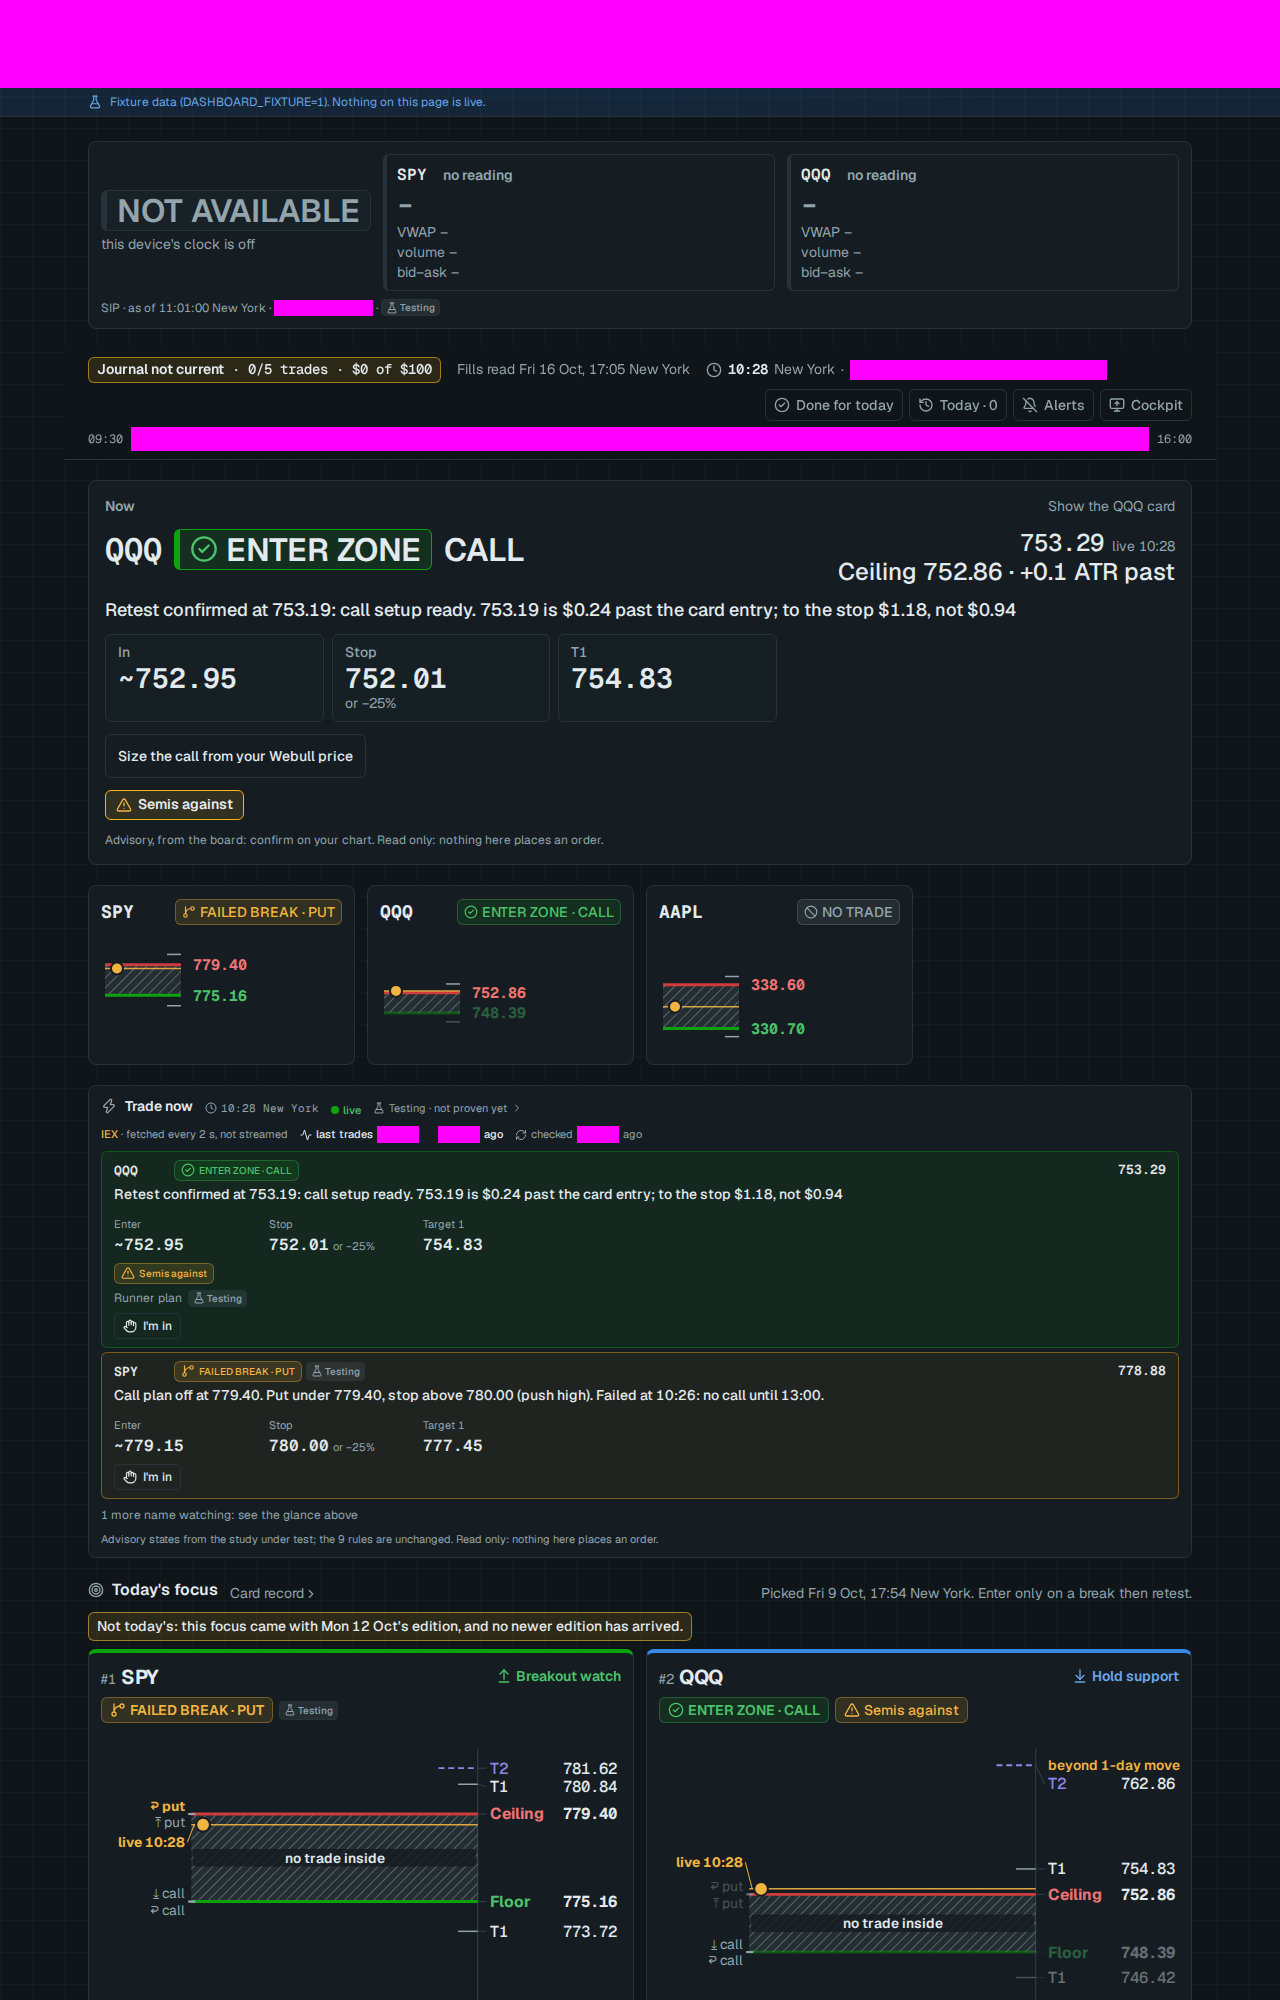 Fixture data (DASHBOARD_FIXTURE=1). Nothing on this page is live.
NOT AVAILABLE
this device's clock is off
SPY no reading
–
VWAP –
volume –
bid–ask –
QQQ no reading
–
VWAP –
volume –
bid–ask –
SIP · as of 11:01:00 New York ·
· Testing
Journal not current · 0/5 trades · $0 of $100
Fills read Fri 16 Oct, 17:05 New York
10:28 New York ·
Done for today
Today · 0
Alerts
Cockpit
09:30
16:00
Now
Show the QQQ card
QQQ ENTER ZONE CALL
753.29 live 10:28
Ceiling 752.86 · +0.1 ATR past
Retest confirmed at 753.19: call setup ready. 753.19 is $0.24 past the card entry; to the stop $1.18, not $0.94
In
~752.95
Stop
752.01
or −25%
T1
754.83
Size the call from your Webull price
Semis against
Advisory, from the board: confirm on your chart. Read only: nothing here places an order.
SPY FAILED BREAK · PUT
779.40
775.16
QQQ ENTER ZONE · CALL
752.86
748.39
AAPL NO TRADE
338.60
330.70
Trade now 10:28 New York live Testing · not proven yet
IEX · fetched every 2 s, not streamed last trades ago checked ago
QQQ ENTER ZONE · CALL 753.29
Retest confirmed at 753.19: call setup ready. 753.19 is $0.24 past the card entry; to the stop $1.18, not $0.94
Enter Stop Target 1
~752.95 752.01 or −25% 754.83
Semis against
Runner plan Testing
I'm in
SPY FAILED BREAK · PUT Testing 778.88
Call plan off at 779.40. Put under 779.40, stop above 780.00 (push high). Failed at 10:26: no call until 13:00.
Enter Stop Target 1
~779.15 780.00 or −25% 777.45
I'm in
1 more name watching: see the glance above
Advisory states from the study under test; the 9 rules are unchanged. Read only: nothing here places an order.
Today's focus Card record ›
Picked Fri 9 Oct, 17:54 New York. Enter only on a break then retest.
Not today's: this focus came with Mon 12 Oct's edition, and no newer edition has arrived.
#1 SPY Breakout watch
FAILED BREAK · PUT Testing
T2 781.62
T1 780.84
put
Ceiling 779.40
put
live 10:28
no trade inside
call
Floor 775.16
call
T1 773.72
#2 QQQ Hold support
ENTER ZONE · CALL Semis against
beyond 1-day move
T2 762.86
live 10:28
T1 754.83
put
Ceiling 752.86
put
no trade inside
call
Floor 748.39
call
T1 746.42